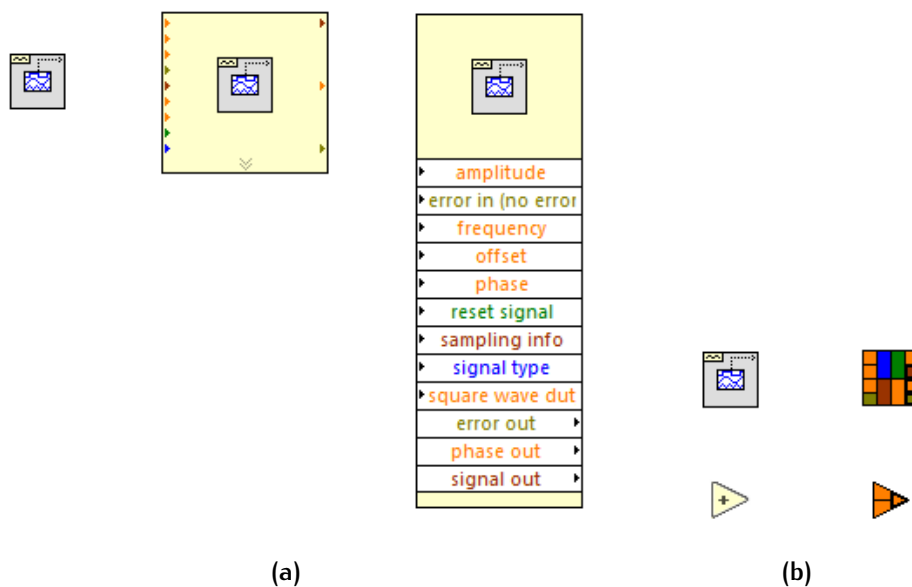 amplitude
error in (no error
frequency
offset
phase
reset signal
sampling info
signal type
square wave dut
error out
phase out
signal out
(a)
(b)